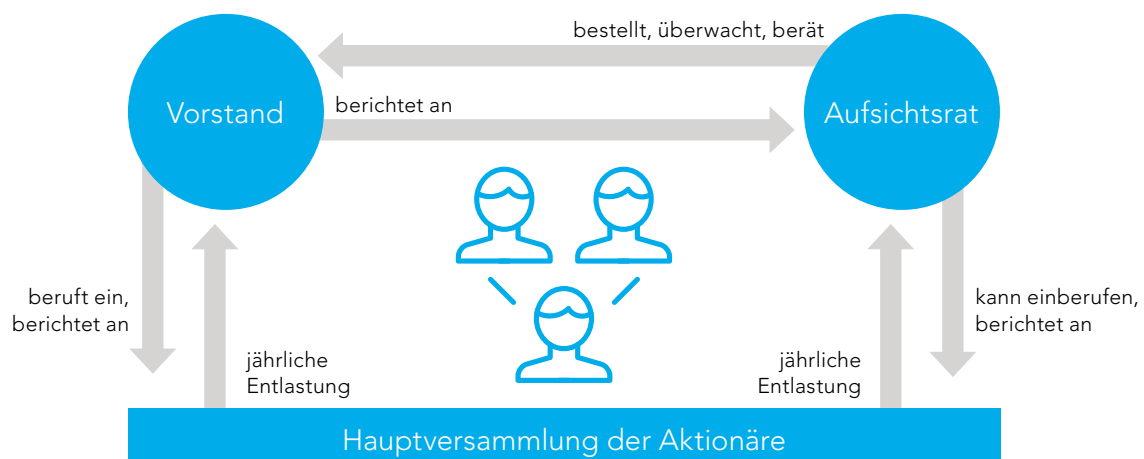 bestellt, überwacht, berät
Vorstand
berichtet an
Aufsichtsrat
beruft ein,
berichtet an
jährliche
Entlastung
jährliche
Entlastung
kann einberufen,
berichtet an
Hauptversammlung der Aktionäre